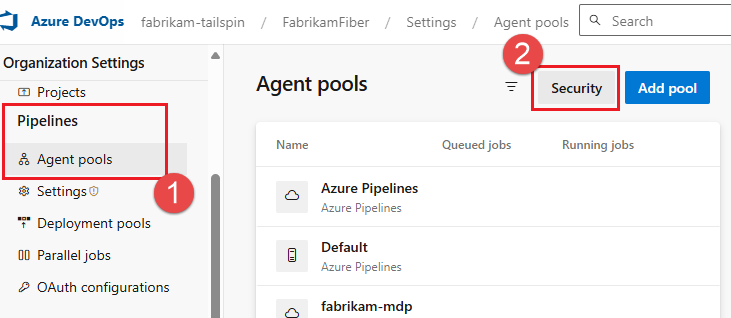 Azure DevOps fabrikam-tailspin / FabrikamFiber / Settings / Agent pools / Search
Organization Settings
Projects
Pipelines
Agent pools
Settings
Deployment pools
Parallel jobs
OAuth configurations
1
2
Agent pools Security Add pool
Name Queued jobs Running jobs
Azure Pipelines
Azure Pipelines
Default
Azure Pipelines
fabrikam-mdp